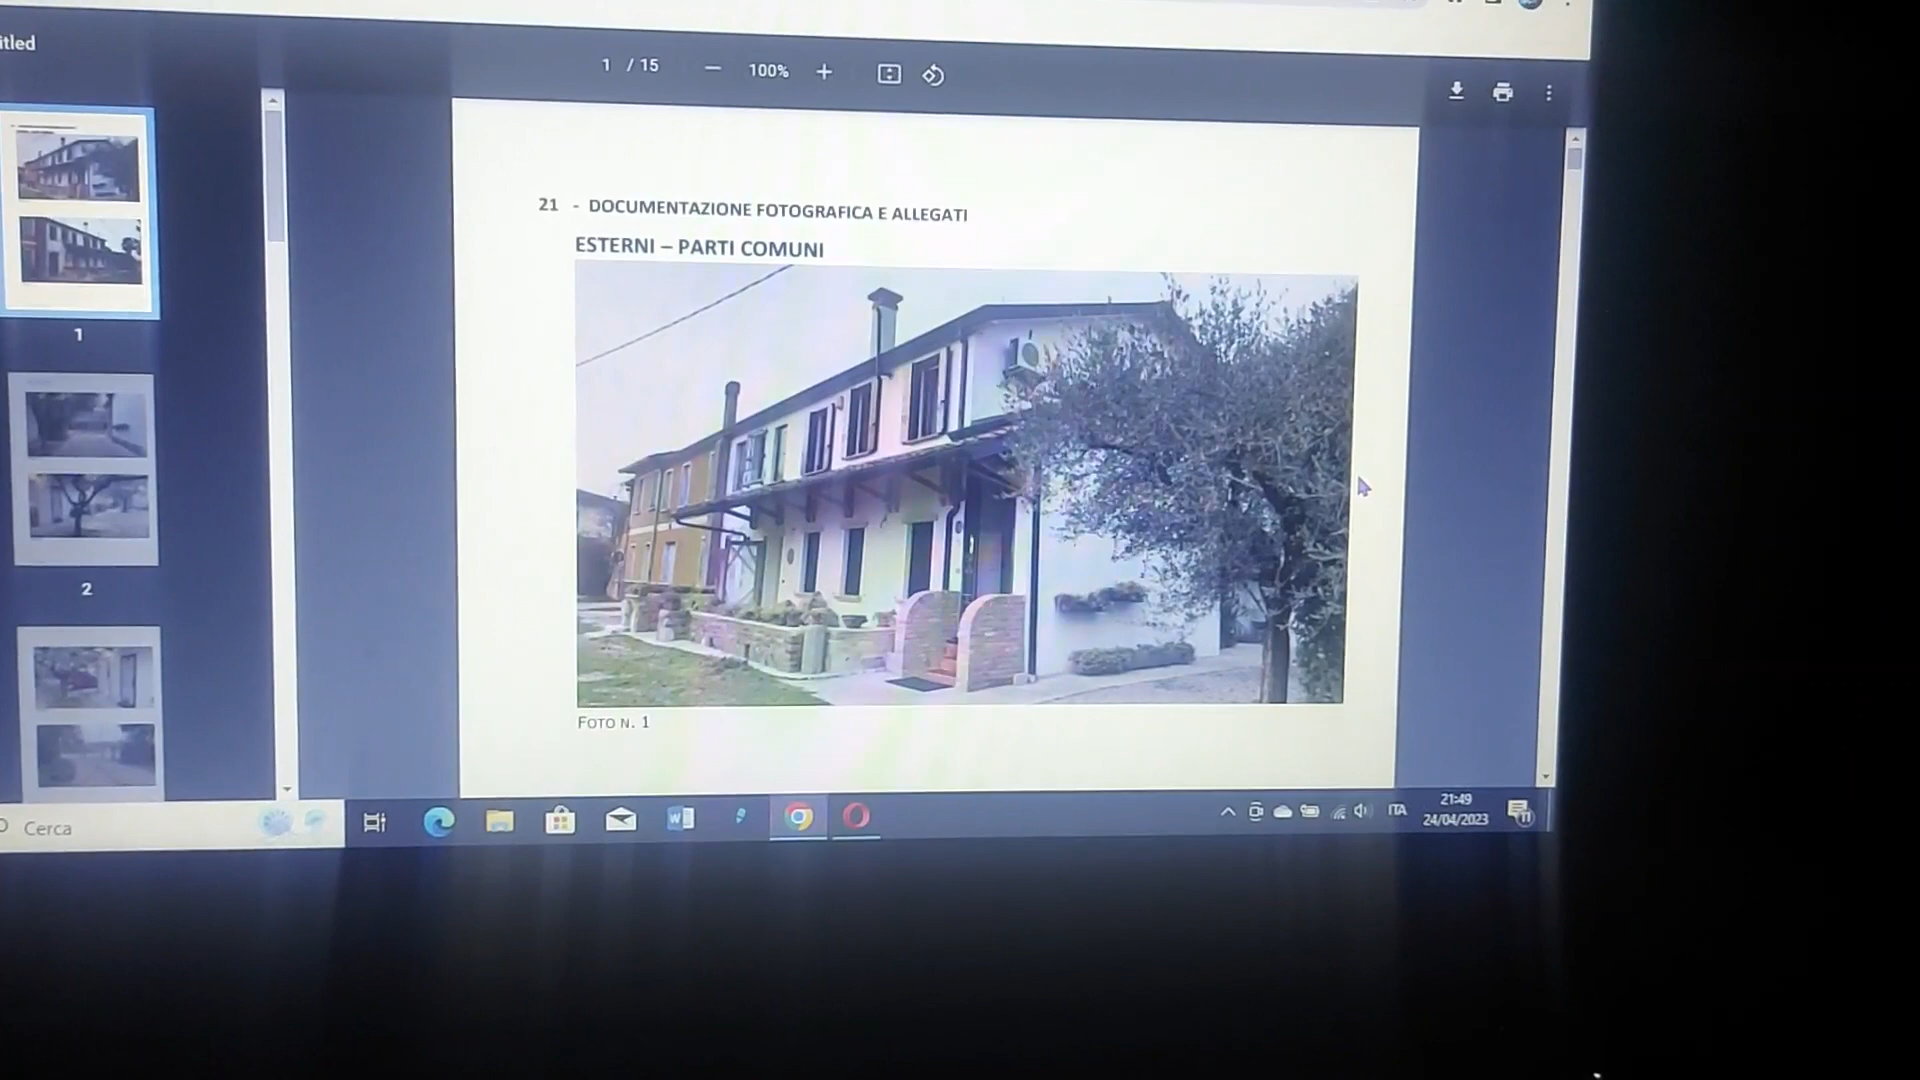 1 / 15
100%
21 - DOCUMENTAZIONE FOTOGRAFICA E ALLEGATI
ESTERNI – PARTI COMUNI
FOTO N. 1
1
2
Cerca
ITA
21:49
24/04/2023